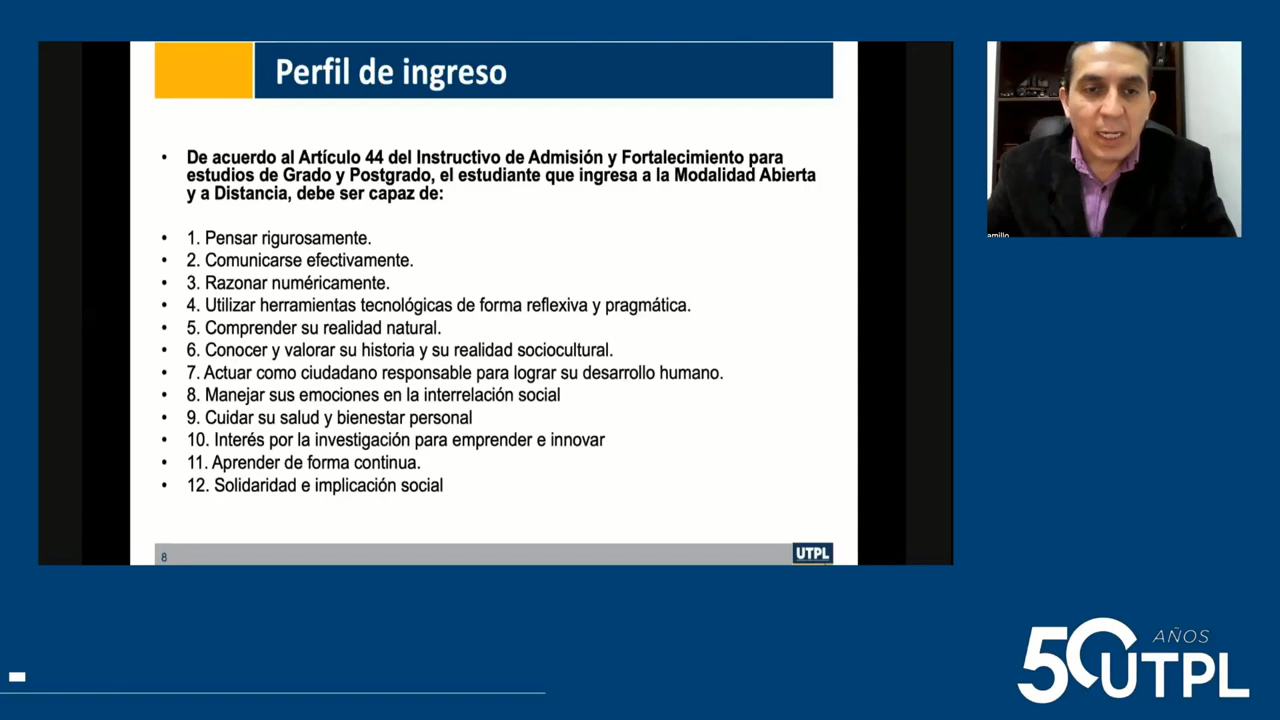 Perfil de ingreso
• De acuerdo al Artículo 44 del Instructivo de Admisión y Fortalecimiento para
estudios de Grado y Postgrado, el estudiante que ingresa a la Modalidad Abierta
y a Distancia, debe ser capaz de:
• 1. Pensar rigurosamente.
• 2. Comunicarse efectivamente.
• 3. Razonar numéricamente.
• 4. Utilizar herramientas tecnológicas de forma reflexiva y pragmática.
• 5. Comprender su realidad natural.
• 6. Conocer y valorar su historia y su realidad sociocultural.
• 7. Actuar como ciudadano responsable para lograr su desarrollo humano.
• 8. Manejar sus emociones en la interrelación social
• 9. Cuidar su salud y bienestar personal
• 10. Interés por la investigación para emprender e innovar
• 11. Aprender de forma continua.
• 12. Solidaridad e implicación social
8
UTPL
50 AÑOS
UTPL